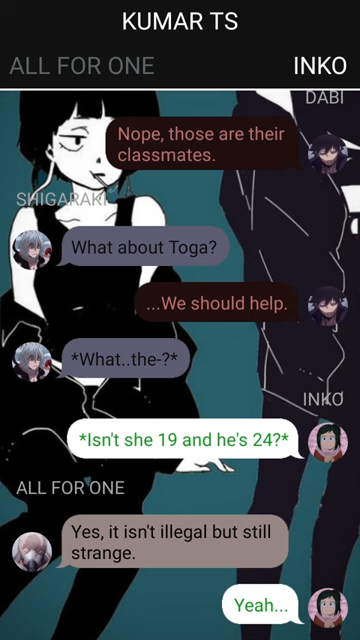 KUMAR TS
ALL FOR ONE
INKO
DABI
Nope, those are their
classmates.
SHIGARAKI
What about Toga?
...We should help.
*What..the-?*
INKO
*Isn't she 19 and he's 24?*
ALL FOR ONE
Yes, it isn't illegal but still
strange.
Yeah...